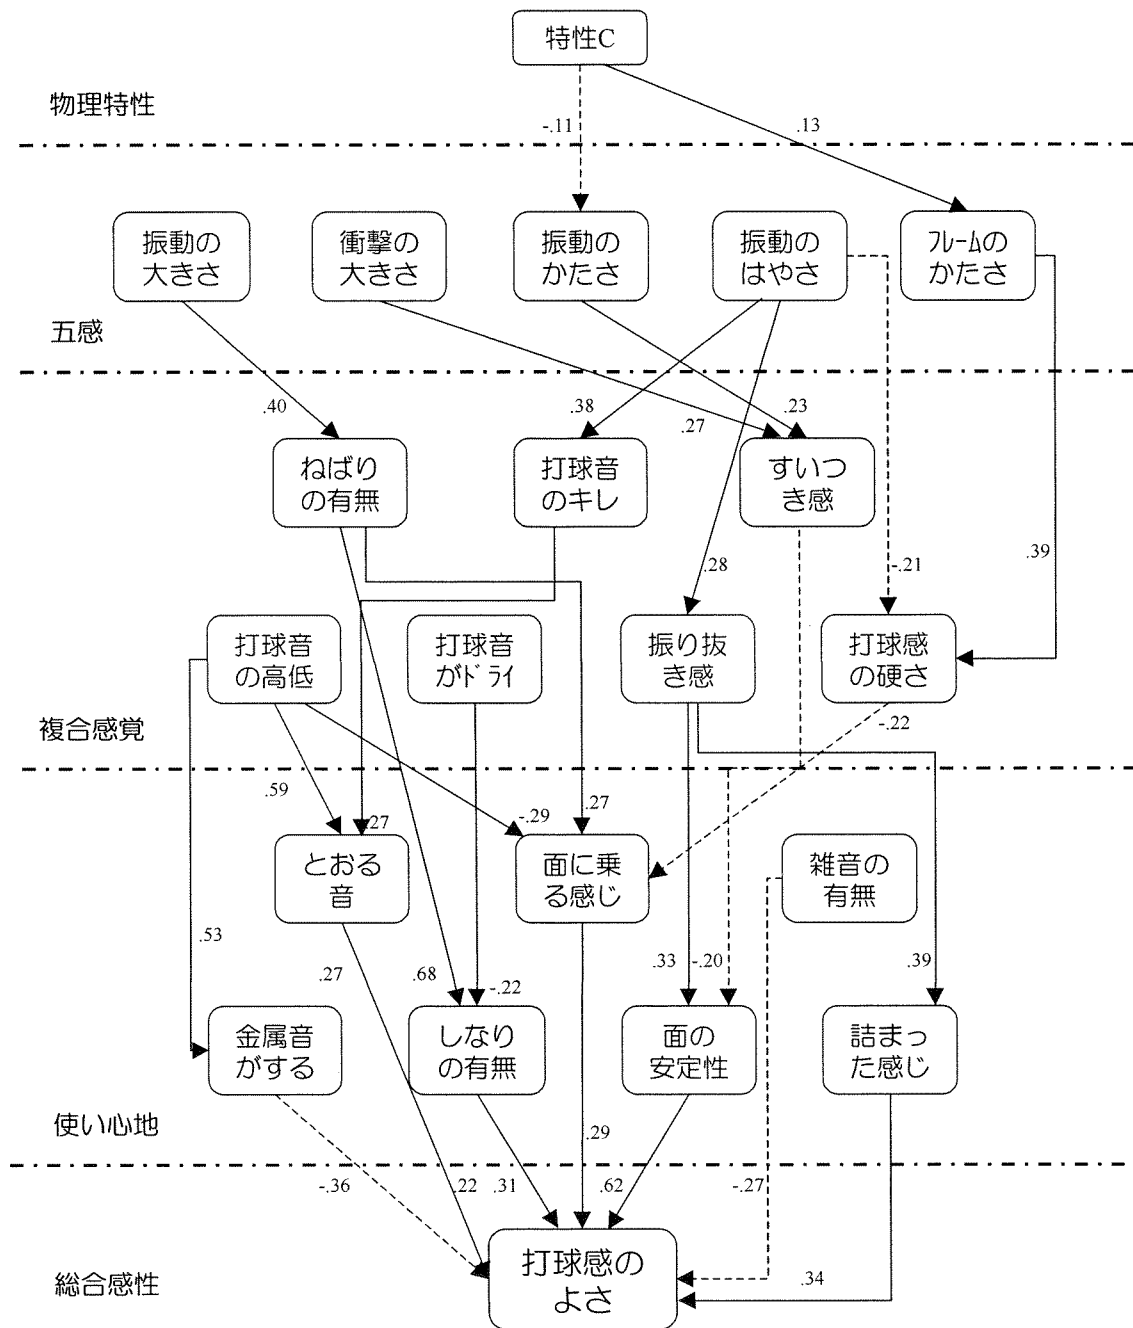 特性C
物理特性
-.11
.13
振動の
大きさ
衝撃の
大きさ
振動の
かたさ
振動の
はやさ
ﾌﾚｰﾑの
かたさ
五感
.40
.38
.27
.23
ねばり
の有無
打球音
のキレ
すいつ
き感
.28
-.21
.39
打球音
の高低
打球音
がﾄﾞﾗｲ
振り抜
き感
打球感
の硬さ
複合感覚
-.22
.59
.27
-.29
.27
とおる
音
面に乗
る感じ
雑音の
有無
.53
.27
.68
-.22
.33
-.20
.39
金属音
がする
しなり
の有無
面の
安定性
詰まっ
た感じ
使い心地
.29
-.36
.22
.31
.62
-.27
打球感の
よさ
.34
総合感性